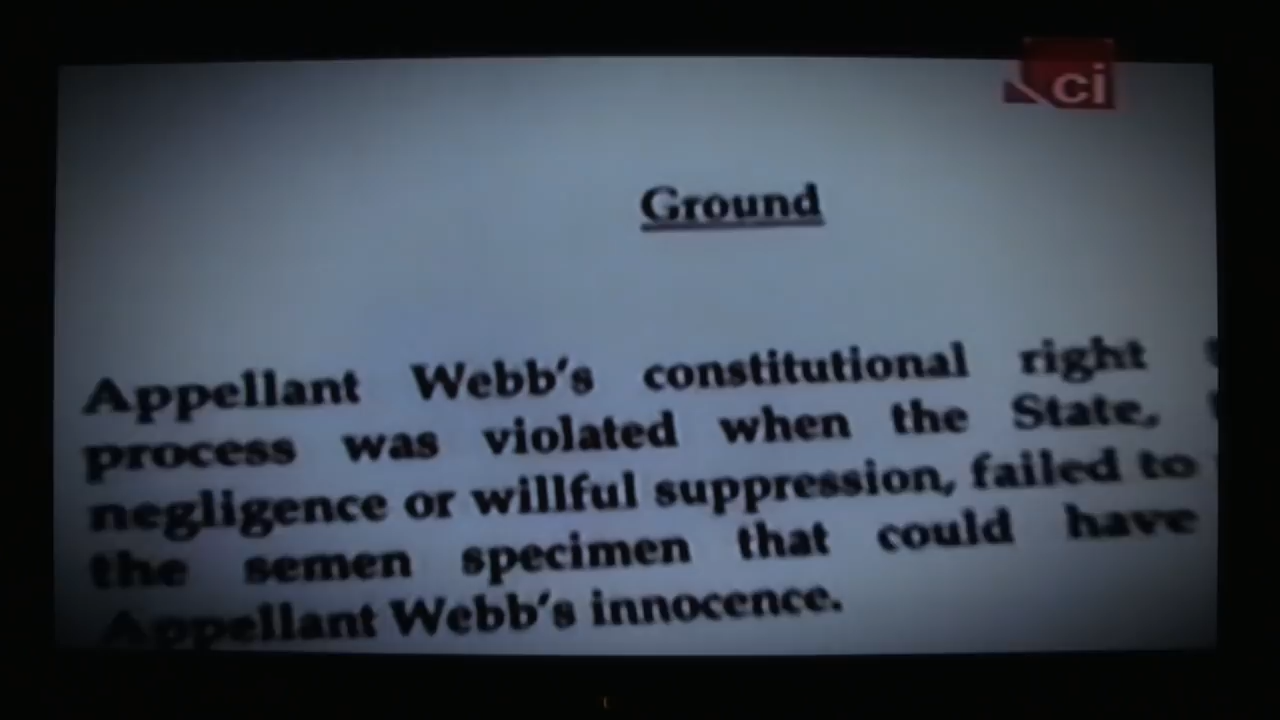 ci
Ground
Appellant Webb's constitutional right
process was violated when the State,
negligence or willful suppression, failed to
the semen specimen that could have
Appellant Webb's innocence.